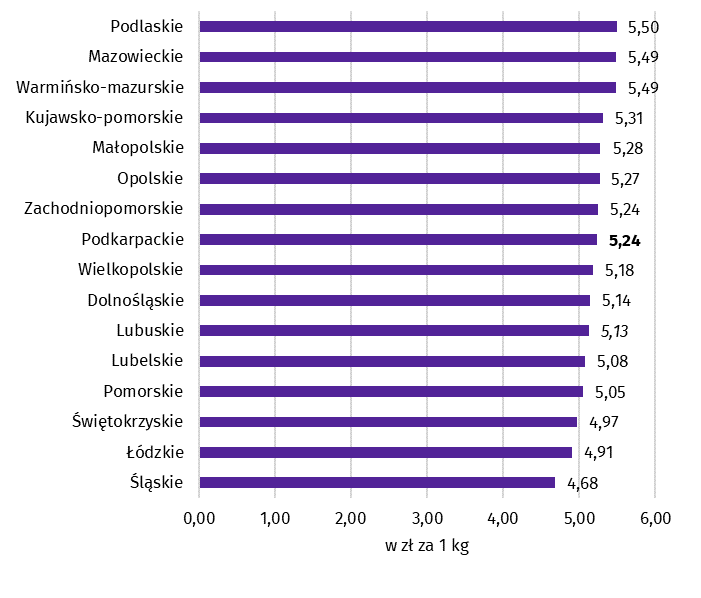 Podlaskie 5,50
Mazowieckie 5,49
Warmińsko-mazurskie 5,49
Kujawsko-pomorskie 5,31
Małopolskie 5,28
Opolskie 5,27
Zachodniopomorskie 5,24
Podkarpackie 5,24
Wielkopolskie 5,18
Dolnośląskie 5,14
Lubuskie 5,13
Lubelskie 5,08
Pomorskie 5,05
Świętokrzyskie 4,97
Łódzkie 4,91
Śląskie 4,68
0,00 1,00 2,00 3,00 4,00 5,00 6,00
w zł za 1 kg